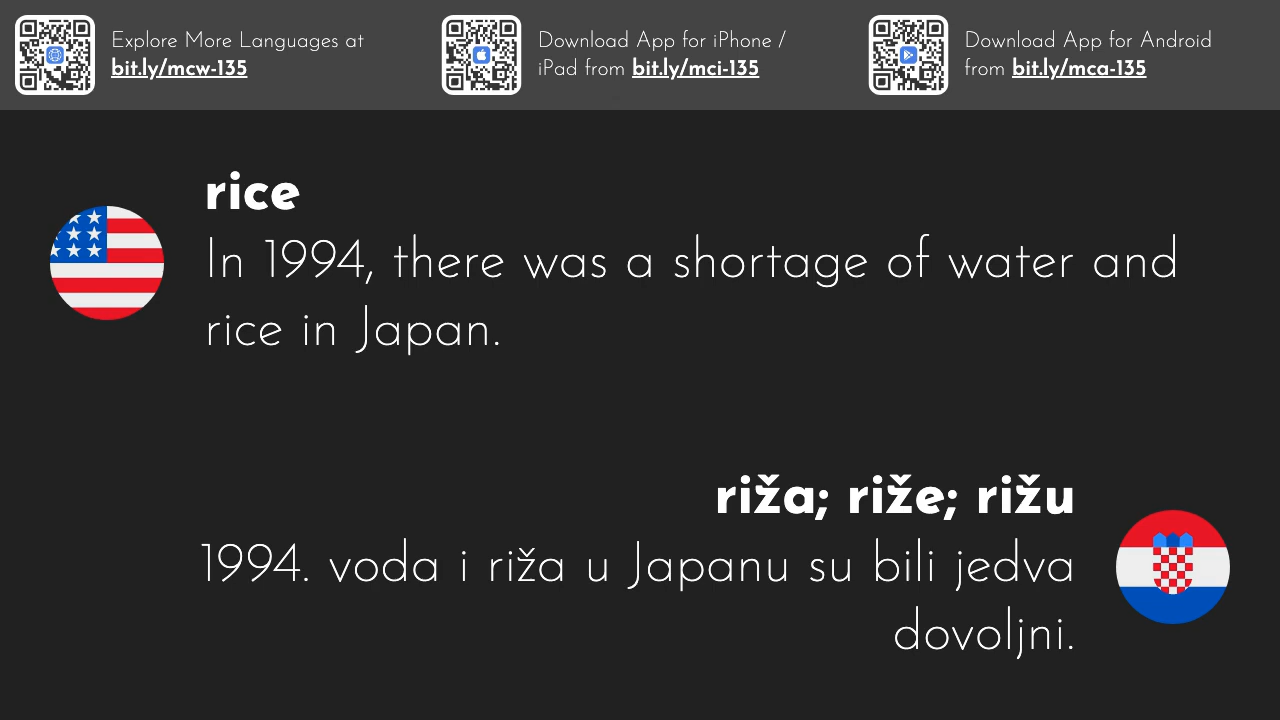 Explore More Languages at
bit.ly/mcw-135
Download App for iPhone /
iPad from bit.ly/mci-135
Download App for Android
from bit.ly/mca-135
rice
In 1994, there was a shortage of water and
rice in Japan.
riža; riže; rižu
1994. voda i riža u Japanu su bili jedva
dovoljni.